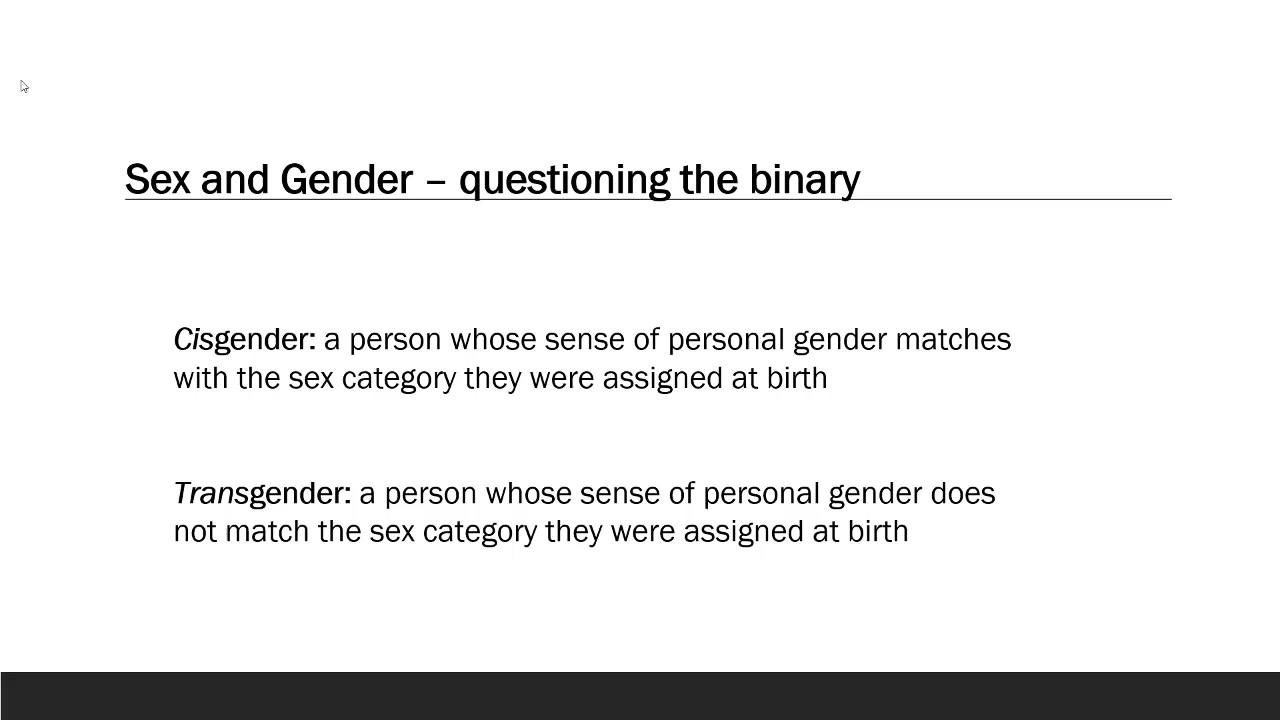 Sex and Gender – questioning the binary
Cisgender: a person whose sense of personal gender matches
with the sex category they were assigned at birth
Transgender: a person whose sense of personal gender does
not match the sex category they were assigned at birth